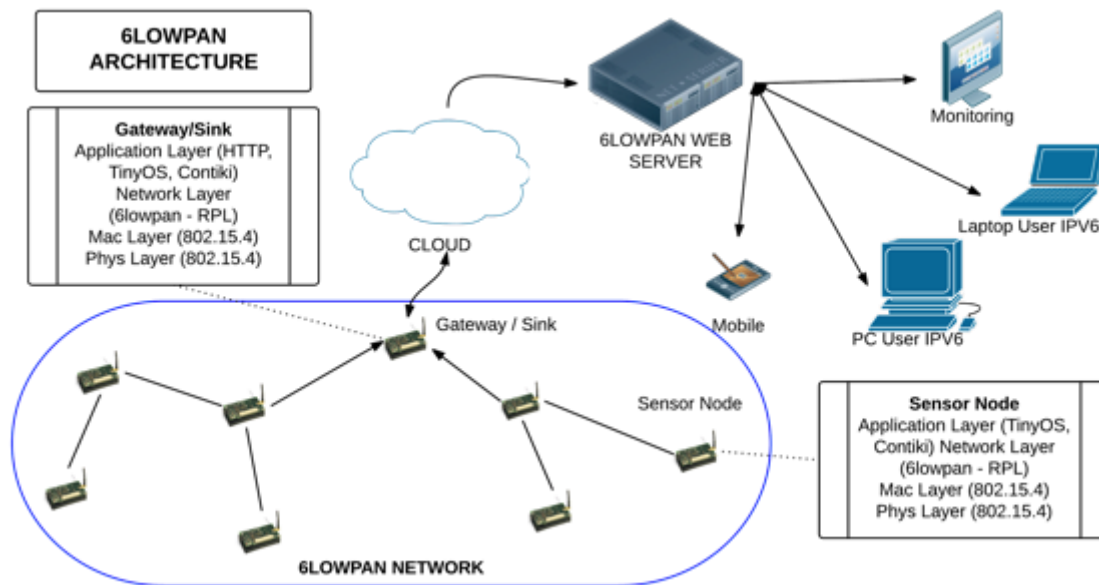 6LOWPAN
ARCHITECTURE
Gateway/Sink
Application Layer (HTTP,
TinyOS, Contiki)
Network Layer
(6lowpan - RPL)
Mac Layer (802.15.4)
Phys Layer (802.15.4)
CLOUD
6LOWPAN WEB
SERVER
Monitoring
Laptop User IPV6
PC User IPV6
Mobile
Gateway / Sink
Sensor Node
6LOWPAN NETWORK
Sensor Node
Application Layer (TinyOS,
Contiki) Network Layer
(6lowpan - RPL)
Mac Layer (802.15.4)
Phys Layer (802.15.4)